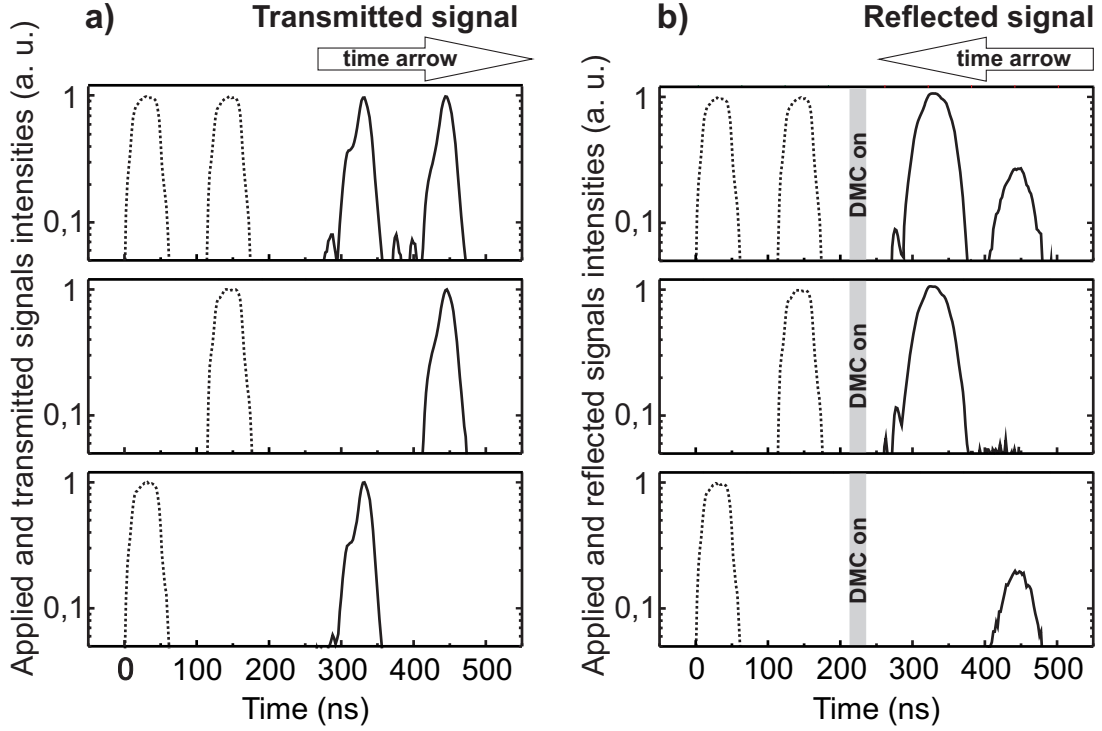 a) Transmitted signal
time arrow
Applied and transmitted signals intensities (a. u.)
1
0,1
1
0,1
1
0,1
0 100 200 300 400 500
Time (ns)
b) Reflected signal
time arrow
Applied and reflected signals intensities (a. u.)
1
0,1
DMC on
1
0,1
DMC on
1
0,1
DMC on
0 100 200 300 400 500
Time (ns)